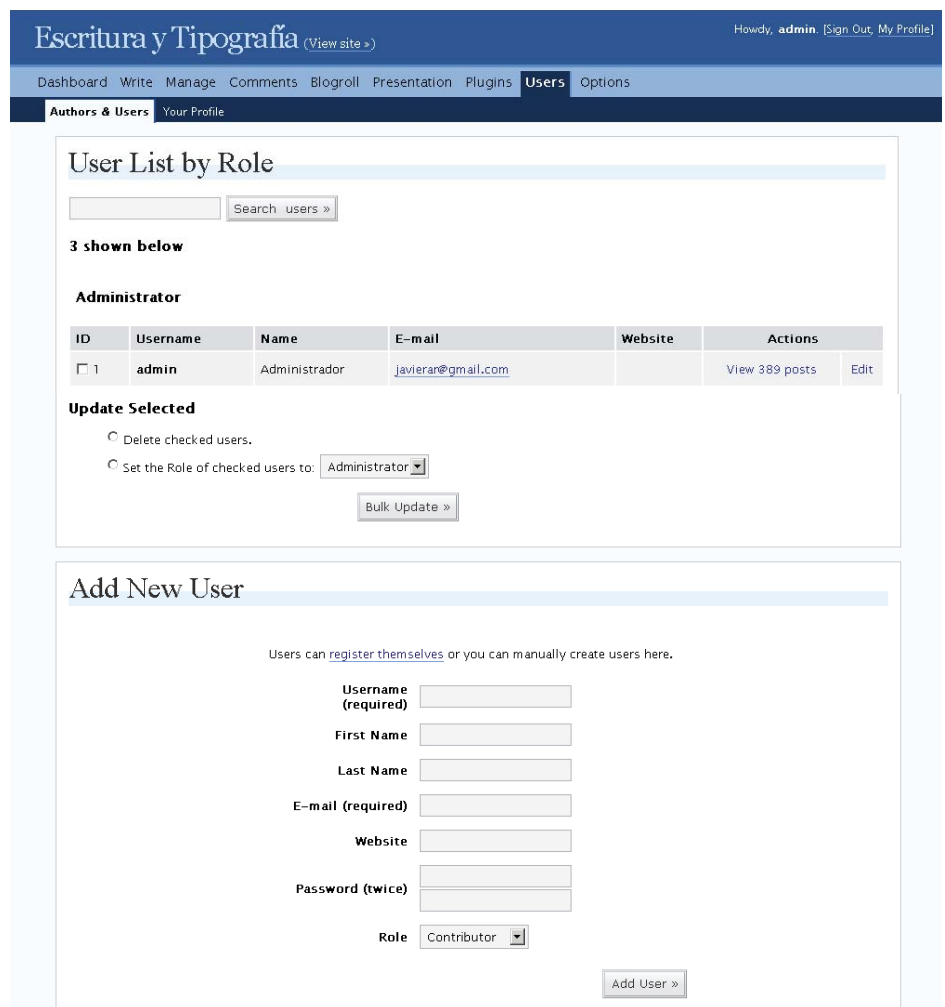 Escritura y Tipografía (View site »)
Howdy, admin. [Sign Out, My Profile]
Dashboard Write Manage Comments Blogroll Presentation Plugins Users Options
Authors & Users Your Profile
User List by Role
Search users »
3 shown below
Administrator
ID Username Name E-mail Website Actions
1 admin Administrador javierar@gmail.com View 389 posts Edit
Update Selected
Delete checked users.
Set the Role of checked users to: Administrator
Bulk Update »
Add New User
Users can register themselves or you can manually create users here.
Username
(required)
First Name
Last Name
E-mail (required)
Website
Password (twice)
Role Contributor
Add User »